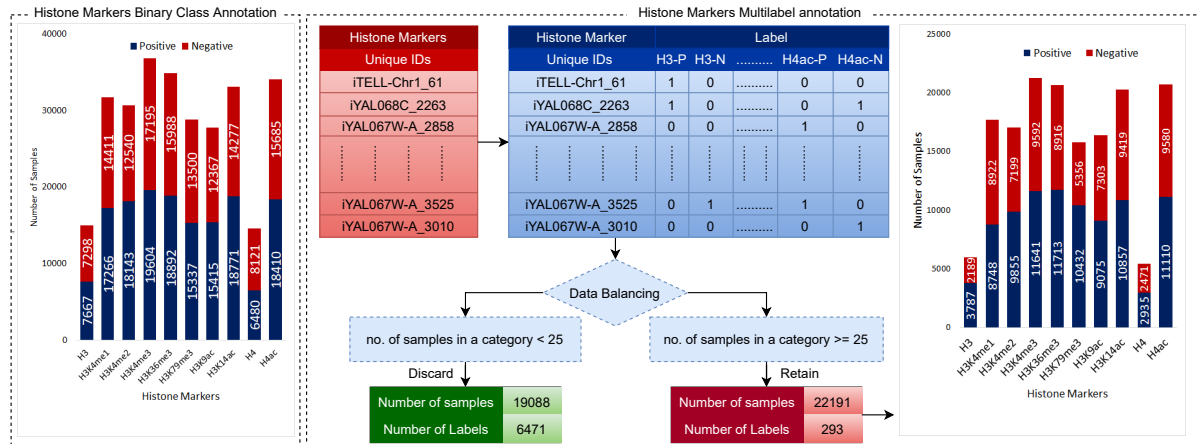 Histone Markers Binary Class Annotation
Histone Markers Multilabel annotation
40000
30000
20000
10000
0
Number of Samples
Positive
Negative
7298
14411
12540
17195
15988
13500
12367
14277
8121
15685
7667
17266
18143
19604
18892
15337
15415
18771
6480
18410
H3
H3K4me1
H3K4me2
H3K4me3
H3K36me3
H3K79me3
H3K9ac
H3K14ac
H4
H4ac
Histone Markers
Histone Markers
Unique IDs
iTELL-Chr1_61
iYAL068C_2263
iYAL067W-A_2858
iYAL067W-A_3525
iYAL067W-A_3010
Histone Marker Label
Unique IDs H3-P H3-N .......... H4ac-P H4ac-N
iTELL-Chr1_61 1 0 .......... 0 0
iYAL068C_2263 1 0 .......... 0 1
iYAL067W-A_2858 0 0 .......... 1 0
iYAL067W-A_3525 0 1 .......... 1 0
iYAL067W-A_3010 0 0 .......... 0 1
Data Balancing
no. of samples in a category < 25
no. of samples in a category >= 25
Discard
Retain
Number of samples 19088
Number of Labels 6471
Number of samples 22191
Number of Labels 293
25000
20000
15000
10000
5000
0
Number of Samples
Positive
Negative
2189
8922
7199
9592
8916
5356
7303
9419
2471
9580
3787
8748
9855
11641
11713
10432
9075
10857
2935
11110
H3
H3K4me1
H3K4me2
H3K4me3
H3K36me3
H3K79me3
H3K9ac
H3K14ac
H4
H4ac
Histone Markers